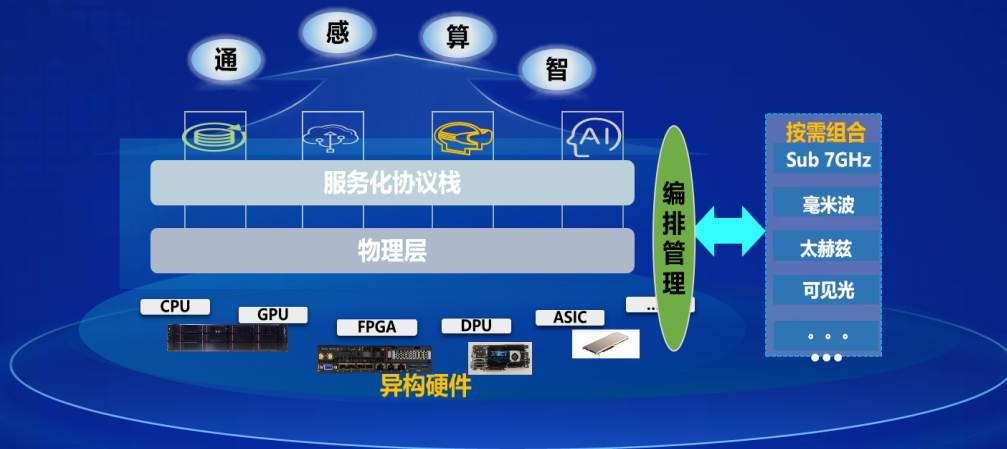 通
感
算
智
AI
服务化协议栈
物理层
编排管理
CPU
GPU
FPGA
DPU
ASIC
异构硬件
按需组合
Sub 7GHz
毫米波
太赫兹
可见光
。。。